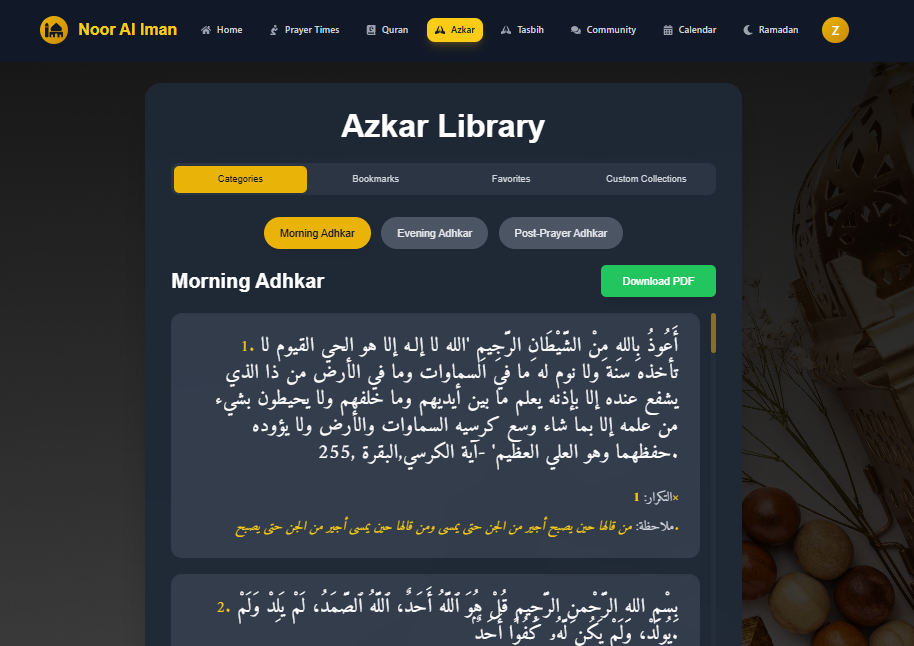 Noor Al Iman
Home
Prayer Times
Quran
Azkar
Tasbih
Community
Calendar
Ramadan
Z
Azkar Library
Categories
Bookmarks
Favorites
Custom Collections
Morning Adhkar
Evening Adhkar
Post-Prayer Adhkar
Morning Adhkar
Download PDF
1. أَعُوذُ بِاللهِ مِنْ الشَّيْطَانِ الرَّجِيمِ 'الله لا إلـه إلا هو الحي القيوم لا
تأخذه سنة ولا نوم له ما في السماوات وما في الأرض من ذا الذي
يشفع عنده إلا بإذنه يعلم ما بين أيديهم وما خلفهم ولا يحيطون بشيء
من علمه إلا بما شاء وسع كرسيه السماوات والأرض ولا يؤوده
.حفظهما وهو العلي العظيم' -آية الكرسي,البقرة ,255
×التكرار: 1
.ملاحظة: من قالها حين يصبح أجير من الجن حتى يمسى ومن قالها حين يمسى أجير من الجن حتى يصبح
2. بِسْمِ الله الرَّحْمنِ الرَّحِيمِ قُلْ هُوَ ٱللَّهُ أَحَدٌ، ٱللَّهُ ٱلصَّمَدُ، لَمْ يَلِدْ وَلَمْ
.يُولَدْ، وَلَمْ يَكُن لَّهُۥ كُفُوًا أَحَدٌۢ